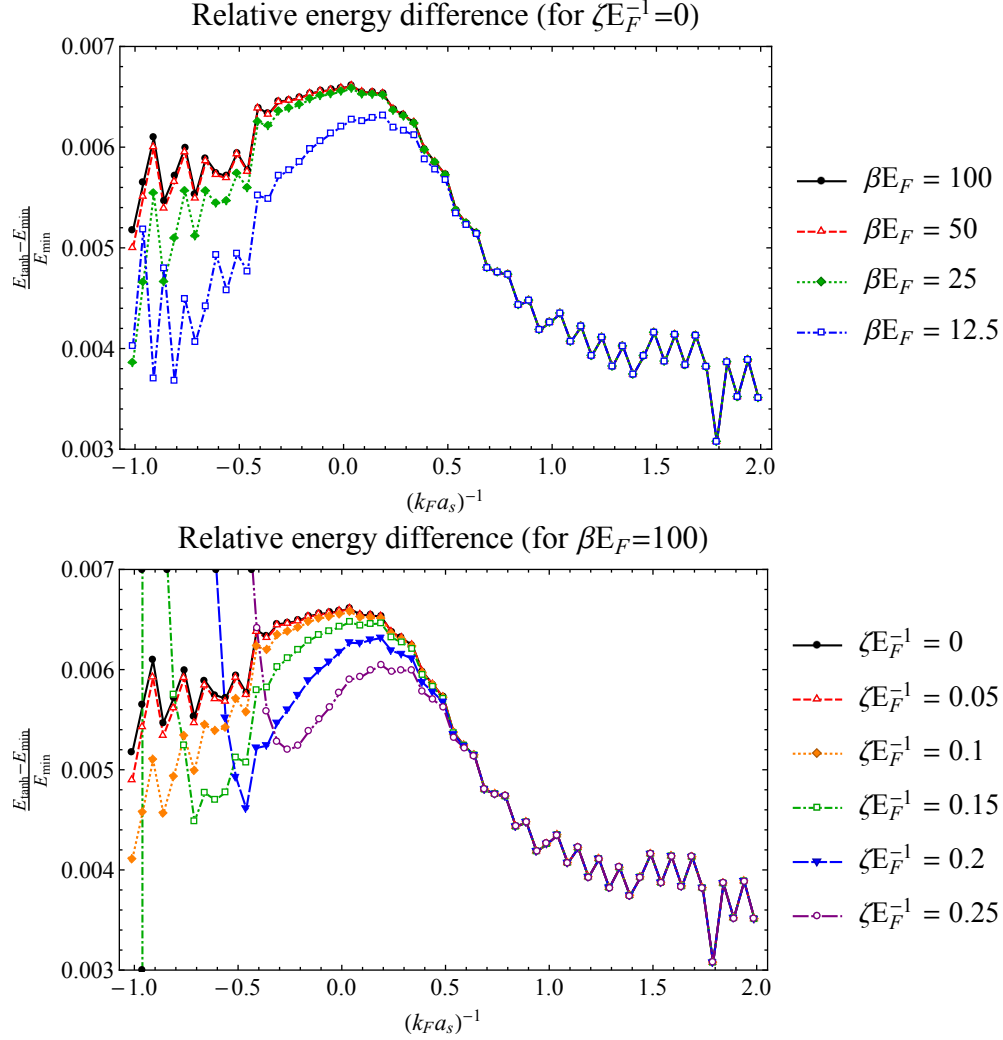 Relative energy difference (for ζE_F^{-1}=0)
0.007
0.006
0.005
0.004
0.003
E_tanh−E_min
E_min
−1.0 −0.5 0.0 0.5 1.0 1.5 2.0
(k_F a_s)^{-1}
βE_F = 100
βE_F = 50
βE_F = 25
βE_F = 12.5
Relative energy difference (for βE_F=100)
0.007
0.006
0.005
0.004
0.003
E_tanh−E_min
E_min
−1.0 −0.5 0.0 0.5 1.0 1.5 2.0
(k_F a_s)^{-1}
ζE_F^{-1} = 0
ζE_F^{-1} = 0.05
ζE_F^{-1} = 0.1
ζE_F^{-1} = 0.15
ζE_F^{-1} = 0.2
ζE_F^{-1} = 0.25